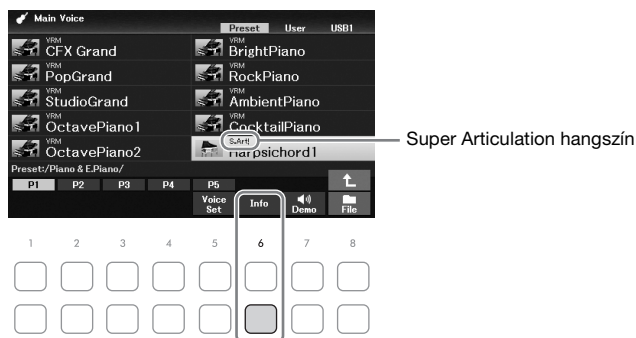 Main Voice
Preset User USB1
VRM VRM
CFX Grand BrightPiano
VRM VRM
PopGrand RockPiano
VRM VRM
StudioGrand AmbientPiano
VRM VRM
OctavePiano1 CocktailPiano
VRM S.Art!
OctavePiano2 Harpsichord1
Super Articulation hangszín
Preset/Piano & E.Piano/
P1 P2 P3 P4 P5
Voice Set Info Demo File
1 2 3 4 5 6 7 8